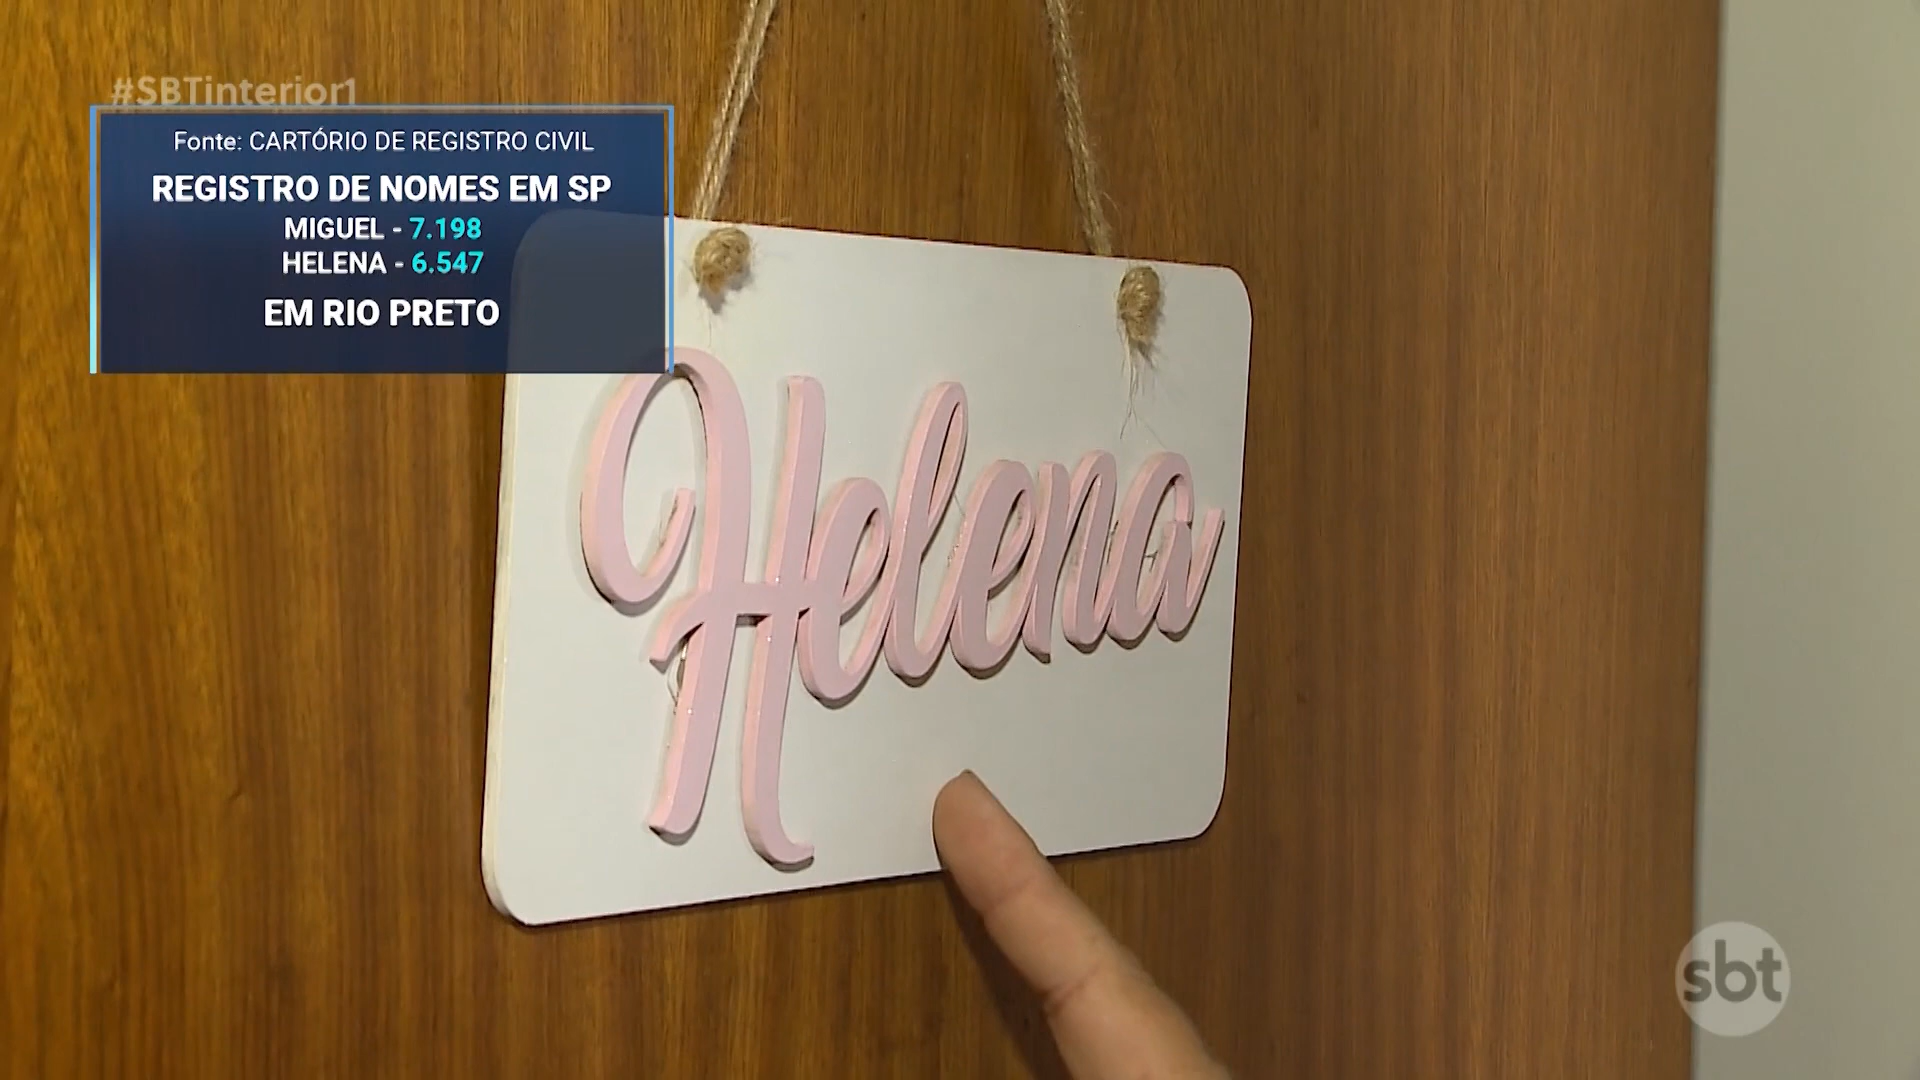 #SBTinterior1
Fonte: CARTÓRIO DE REGISTRO CIVIL
REGISTRO DE NOMES EM SP
MIGUEL - 7.198
HELENA - 6.547
EM RIO PRETO
Helena
sbt